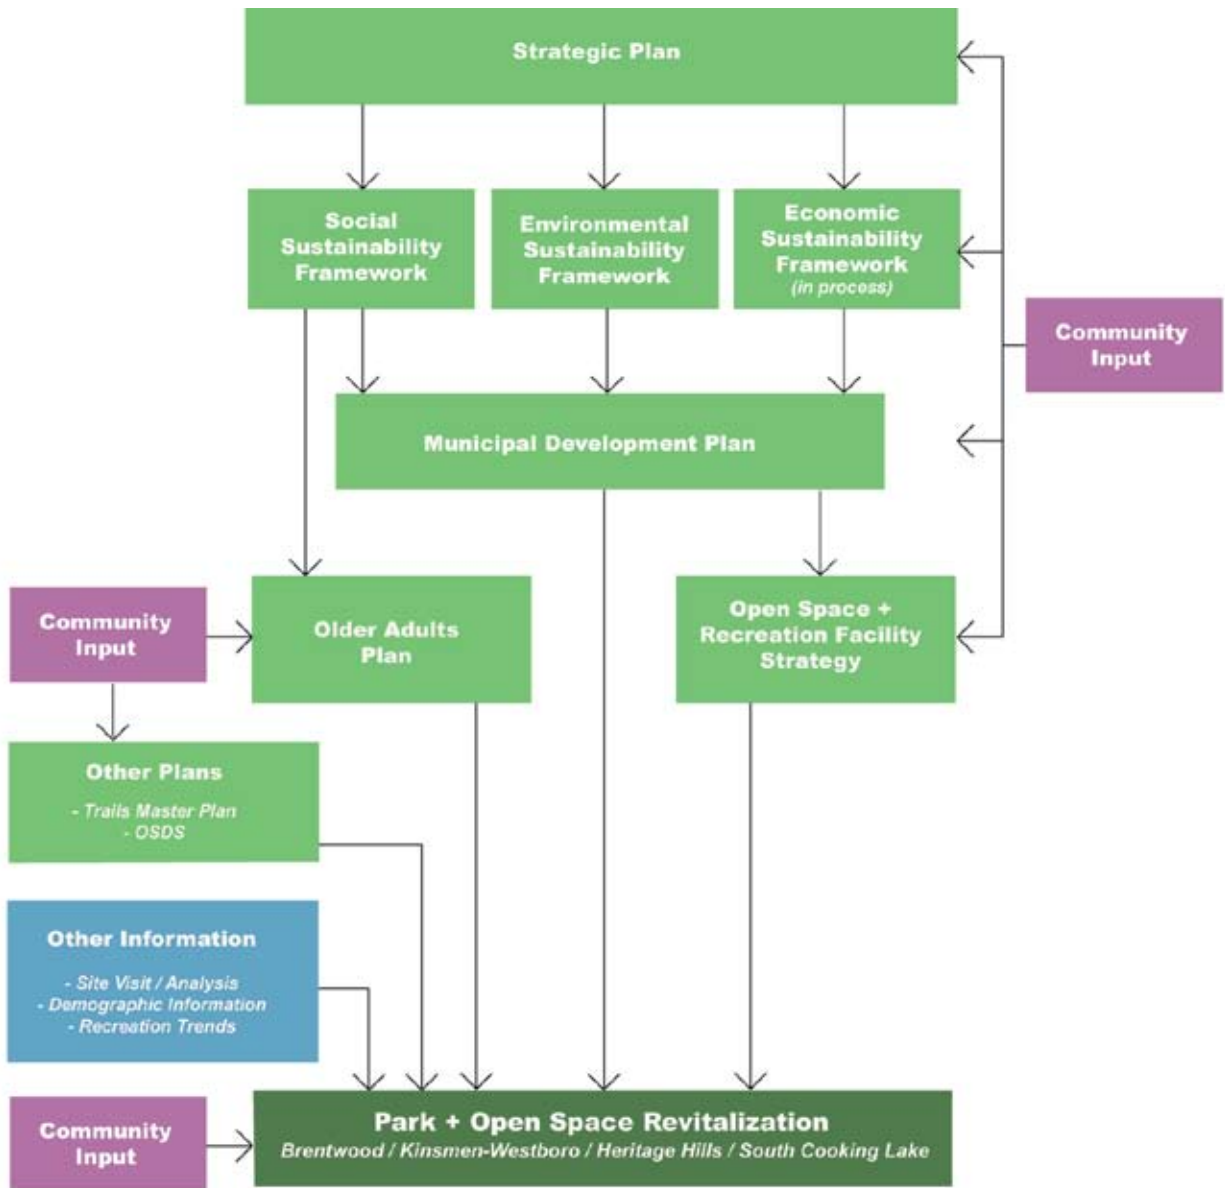 Strategic Plan
Social
Sustainability
Framework
Environmental
Sustainability
Framework
Economic
Sustainability
Framework
(in process)
Community
Input
Municipal Development Plan
Community
Input
Older Adults
Plan
Open Space +
Recreation Facility
Strategy
Other Plans
- Trails Master Plan
- OSDS
Other Information
- Site Visit / Analysis
- Demographic Information
- Recreation Trends
Community
Input
Park + Open Space Revitalization
Brentwood / Kinsmen-Westboro / Heritage Hills / South Cooking Lake